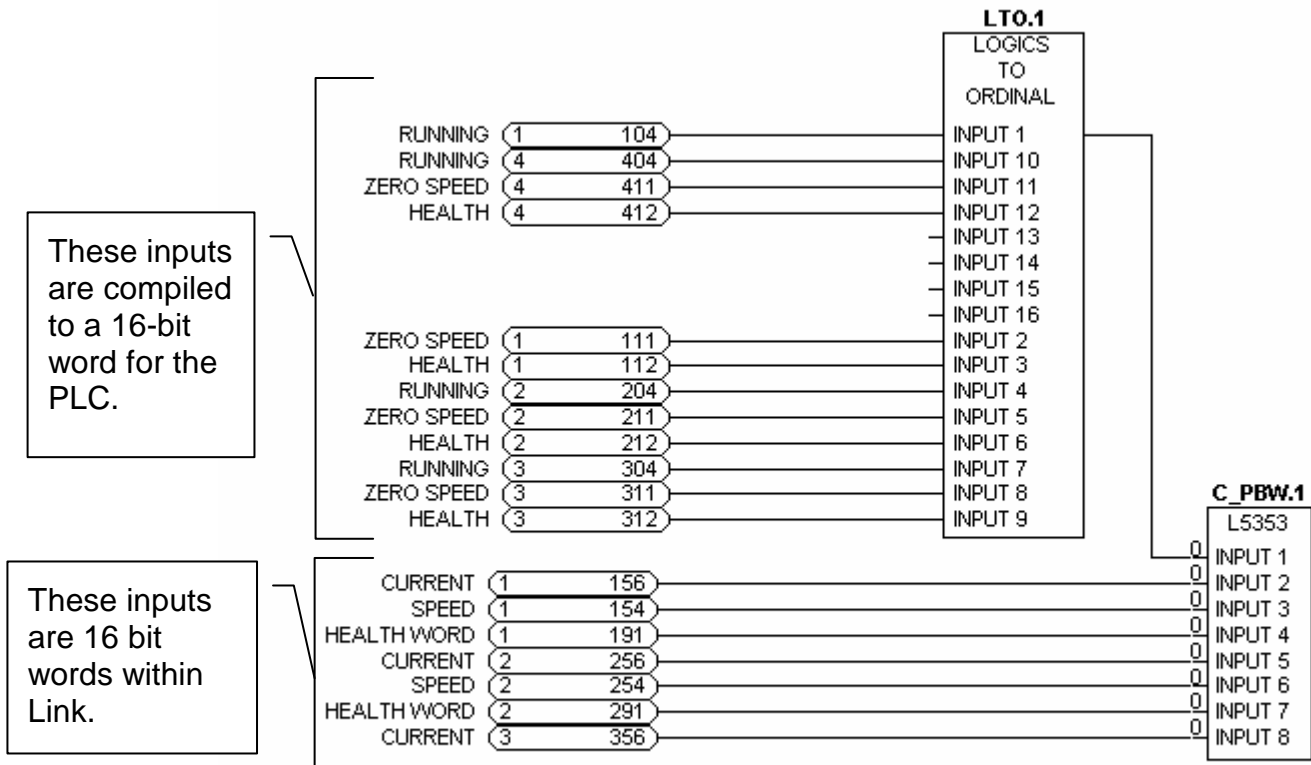 LTO.1
LOGICS
TO
ORDINAL
RUNNING 1 104 INPUT 1
RUNNING 4 404 INPUT 10
ZERO SPEED 4 411 INPUT 11
HEALTH 4 412 INPUT 12
INPUT 13
INPUT 14
INPUT 15
INPUT 16
ZERO SPEED 1 111 INPUT 2
HEALTH 1 112 INPUT 3
RUNNING 2 204 INPUT 4
ZERO SPEED 2 211 INPUT 5
HEALTH 2 212 INPUT 6
RUNNING 3 304 INPUT 7
ZERO SPEED 3 311 INPUT 8
HEALTH 3 312 INPUT 9
These inputs
are compiled
to a 16-bit
word for the
PLC.
C_PBW.1
L5353
0 INPUT 1
CURRENT 1 156 0 INPUT 2
SPEED 1 154 0 INPUT 3
HEALTH WORD 1 191 0 INPUT 4
CURRENT 2 256 0 INPUT 5
SPEED 2 254 0 INPUT 6
HEALTH WORD 2 291 0 INPUT 7
CURRENT 3 356 0 INPUT 8
These inputs
are 16 bit
words within
Link.